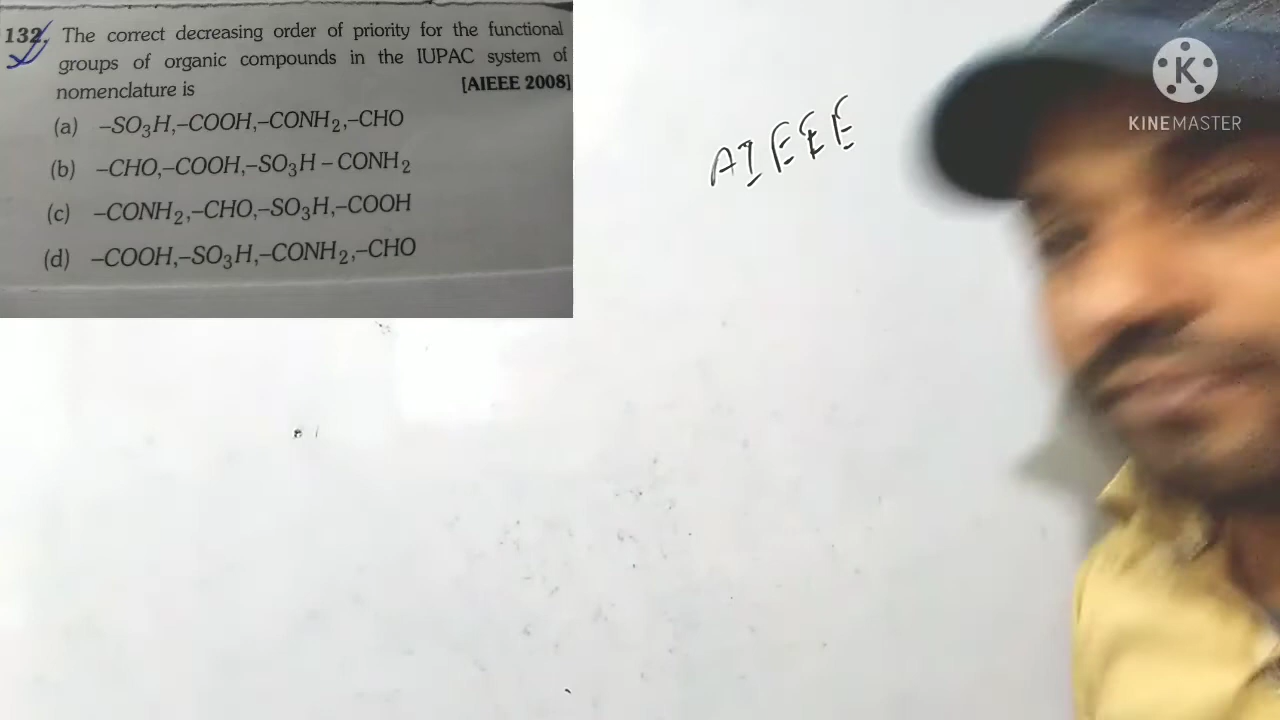 132. The correct decreasing order of priority for the functional
groups of organic compounds in the IUPAC system of
nomenclature is [AIEEE 2008]
(a) –SO₃H,–COOH,–CONH₂,–CHO
(b) –CHO,–COOH,–SO₃H–CONH₂
(c) –CONH₂,–CHO,–SO₃H,–COOH
(d) –COOH,–SO₃H,–CONH₂,–CHO
AIEEE
K
KINEMASTER